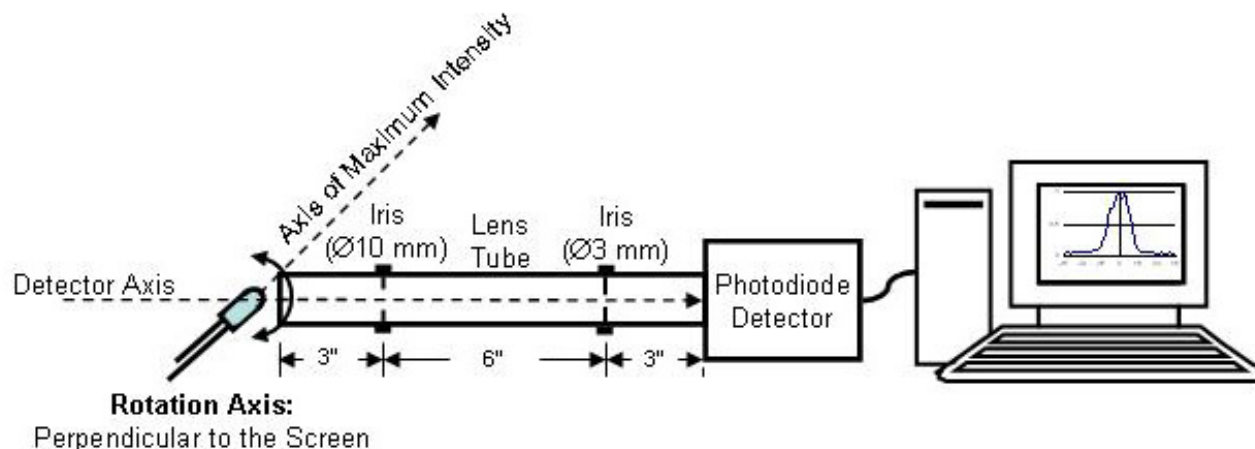 Axis of Maximum Intensity
Iris
(Ø10 mm)
Lens
Tube
Iris
(Ø3 mm)
Detector Axis
Photodiode
Detector
3"
6"
3"
Rotation Axis:
Perpendicular to the Screen